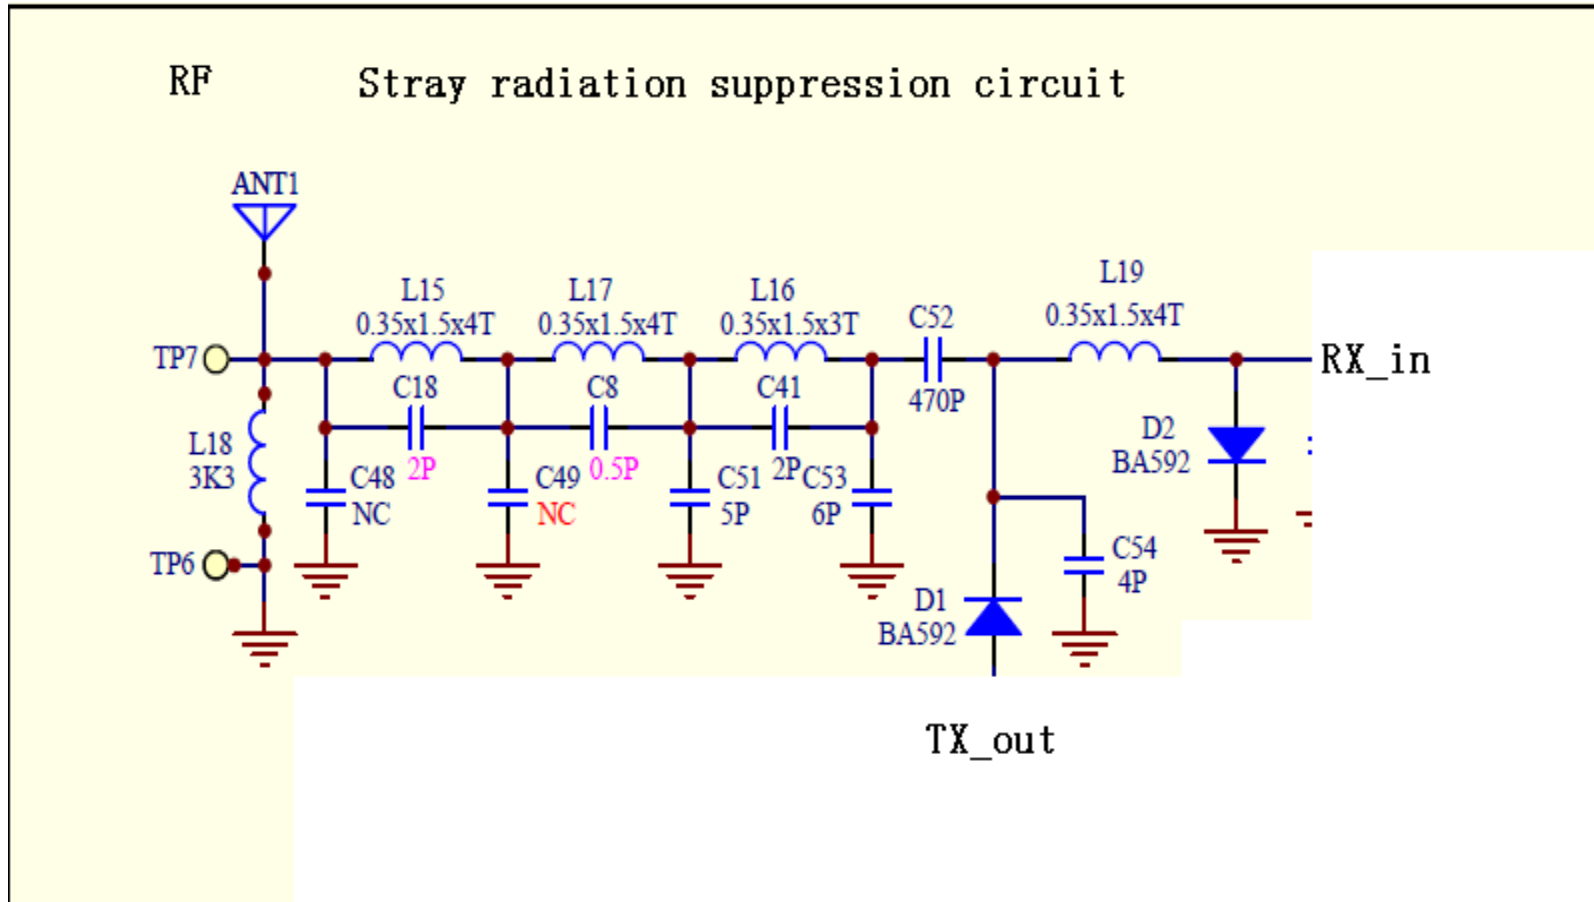 RF Stray radiation suppression circuit
ANT1
L15
0.35x1.5x4T
L17
0.35x1.5x4T
L16
0.35x1.5x3T
C52
470P
L19
0.35x1.5x4T
TP7
RX_in
C18
2P
C8
0.5P
C41
2P
L18
3K3
C48
NC
C49
NC
C51
5P
C53
6P
D2
BA592
TP6
C54
4P
D1
BA592
TX_out